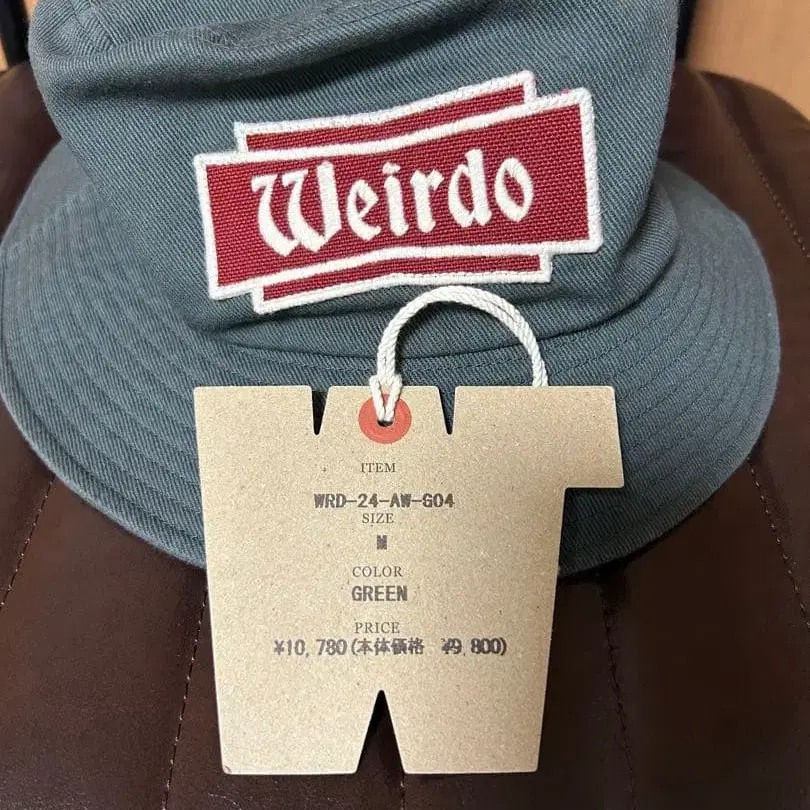 Weirdo
ITEM
WRD-24-AW-G04
SIZE
M
COLOR
GREEN
PRICE
¥10,780(本体価格 ¥9,800)